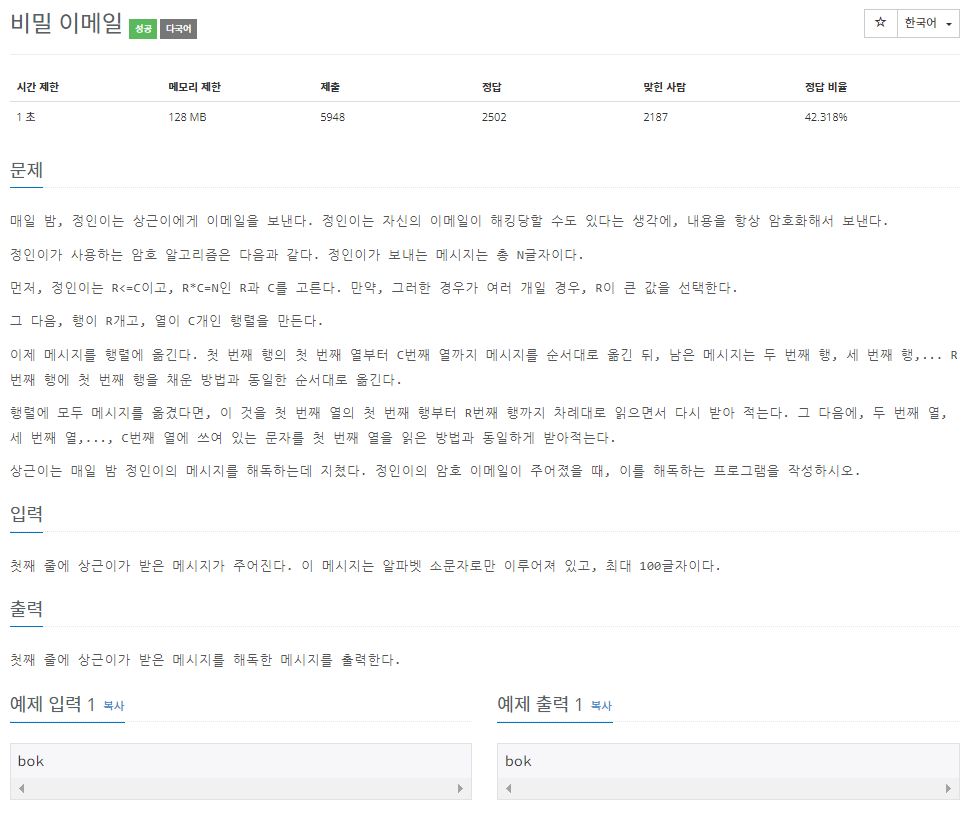 비밀 이메일 성공 다국어
☆ 한국어
시간 제한 메모리 제한 제출 정답 맞힌 사람 정답 비율
1 초 128 MB 5948 2502 2187 42.318%
문제
매일 밤, 정인이는 상근이에게 이메일을 보낸다. 정인이는 자신의 이메일이 해킹당할 수도 있다는 생각에, 내용을 항상 암호화해서 보낸다.
정인이가 사용하는 암호 알고리즘은 다음과 같다. 정인이가 보내는 메시지는 총 N글자이다.
먼저, 정인이는 R<=C이고, R*C=N인 R과 C를 고른다. 만약, 그러한 경우가 여러 개일 경우, R이 큰 값을 선택한다.
그 다음, 행이 R개고, 열이 C개인 행렬을 만든다.
이제 메시지를 행렬에 옮긴다. 첫 번째 행의 첫 번째 열부터 C번째 열까지 메시지를 순서대로 옮긴 뒤, 남은 메시지는 두 번째 행, 세 번째 행,... R
번째 행에 첫 번째 행을 채운 방법과 동일한 순서대로 옮긴다.
행렬에 모두 메시지를 옮겼다면, 이 것을 첫 번째 열의 첫 번째 행부터 R번째 행까지 차례대로 읽으면서 다시 받아 적는다. 그 다음에, 두 번째 열,
세 번째 열,..., C번째 열에 쓰여 있는 문자를 첫 번째 열을 읽은 방법과 동일하게 받아적는다.
상근이는 매일 밤 정인이의 메시지를 해독하는데 지쳤다. 정인이의 암호 이메일이 주어졌을 때, 이를 해독하는 프로그램을 작성하시오.
입력
첫째 줄에 상근이가 받은 메시지가 주어진다. 이 메시지는 알파벳 소문자로만 이루어져 있고, 최대 100글자이다.
출력
첫째 줄에 상근이가 받은 메시지를 해독한 메시지를 출력한다.
예제 입력 1 복사
bok
예제 출력 1 복사
bok